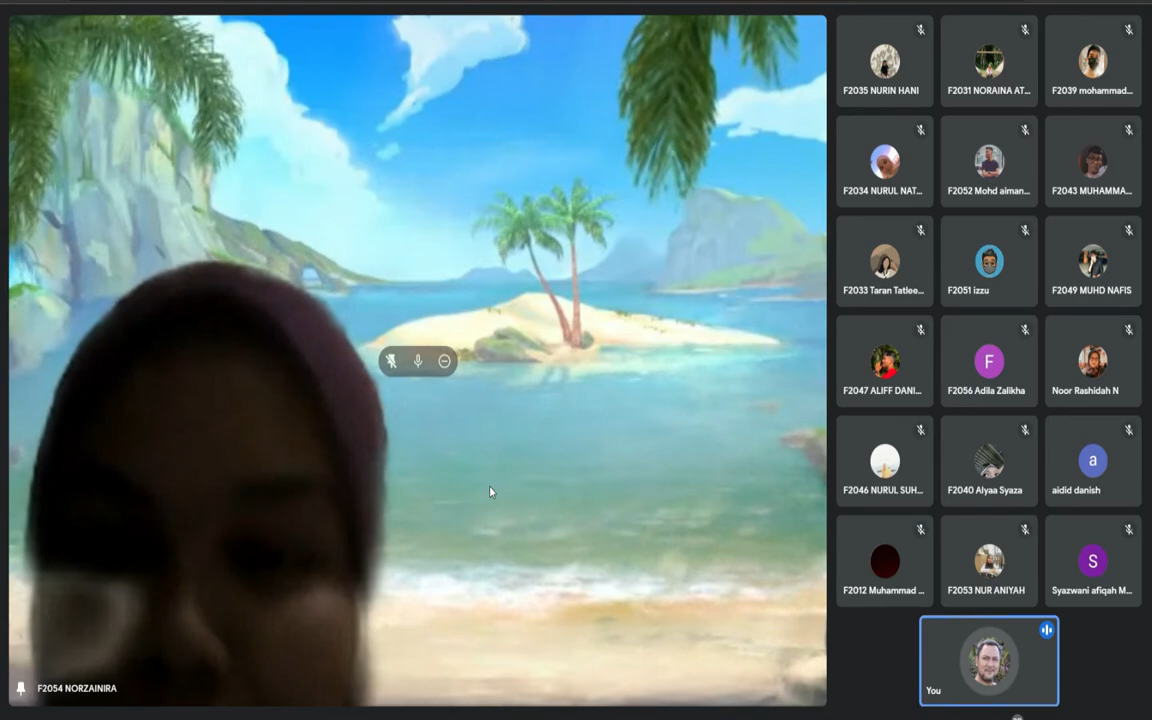 F2035 NURIN HANI
F2031 NORAINA AT...
F2039 mohammad...
F2034 NURUL NAT...
F2052 Mohd aiman...
F2043 MUHAMMA...
F2033 Taran Tatlee...
F2051 izzu
F2049 MUHD NAFIS
F2047 ALIFF DANI...
F
F2056 Adila Zalikha
Noor Rashidah N
F2046 NURUL SUH...
F2040 Alyaa Syaza
a
aidid danish
F2012 Muhammad ...
F2053 NUR ANIYAH
S
Syazwani afiqah M...
You
F2054 NORZAINIRA